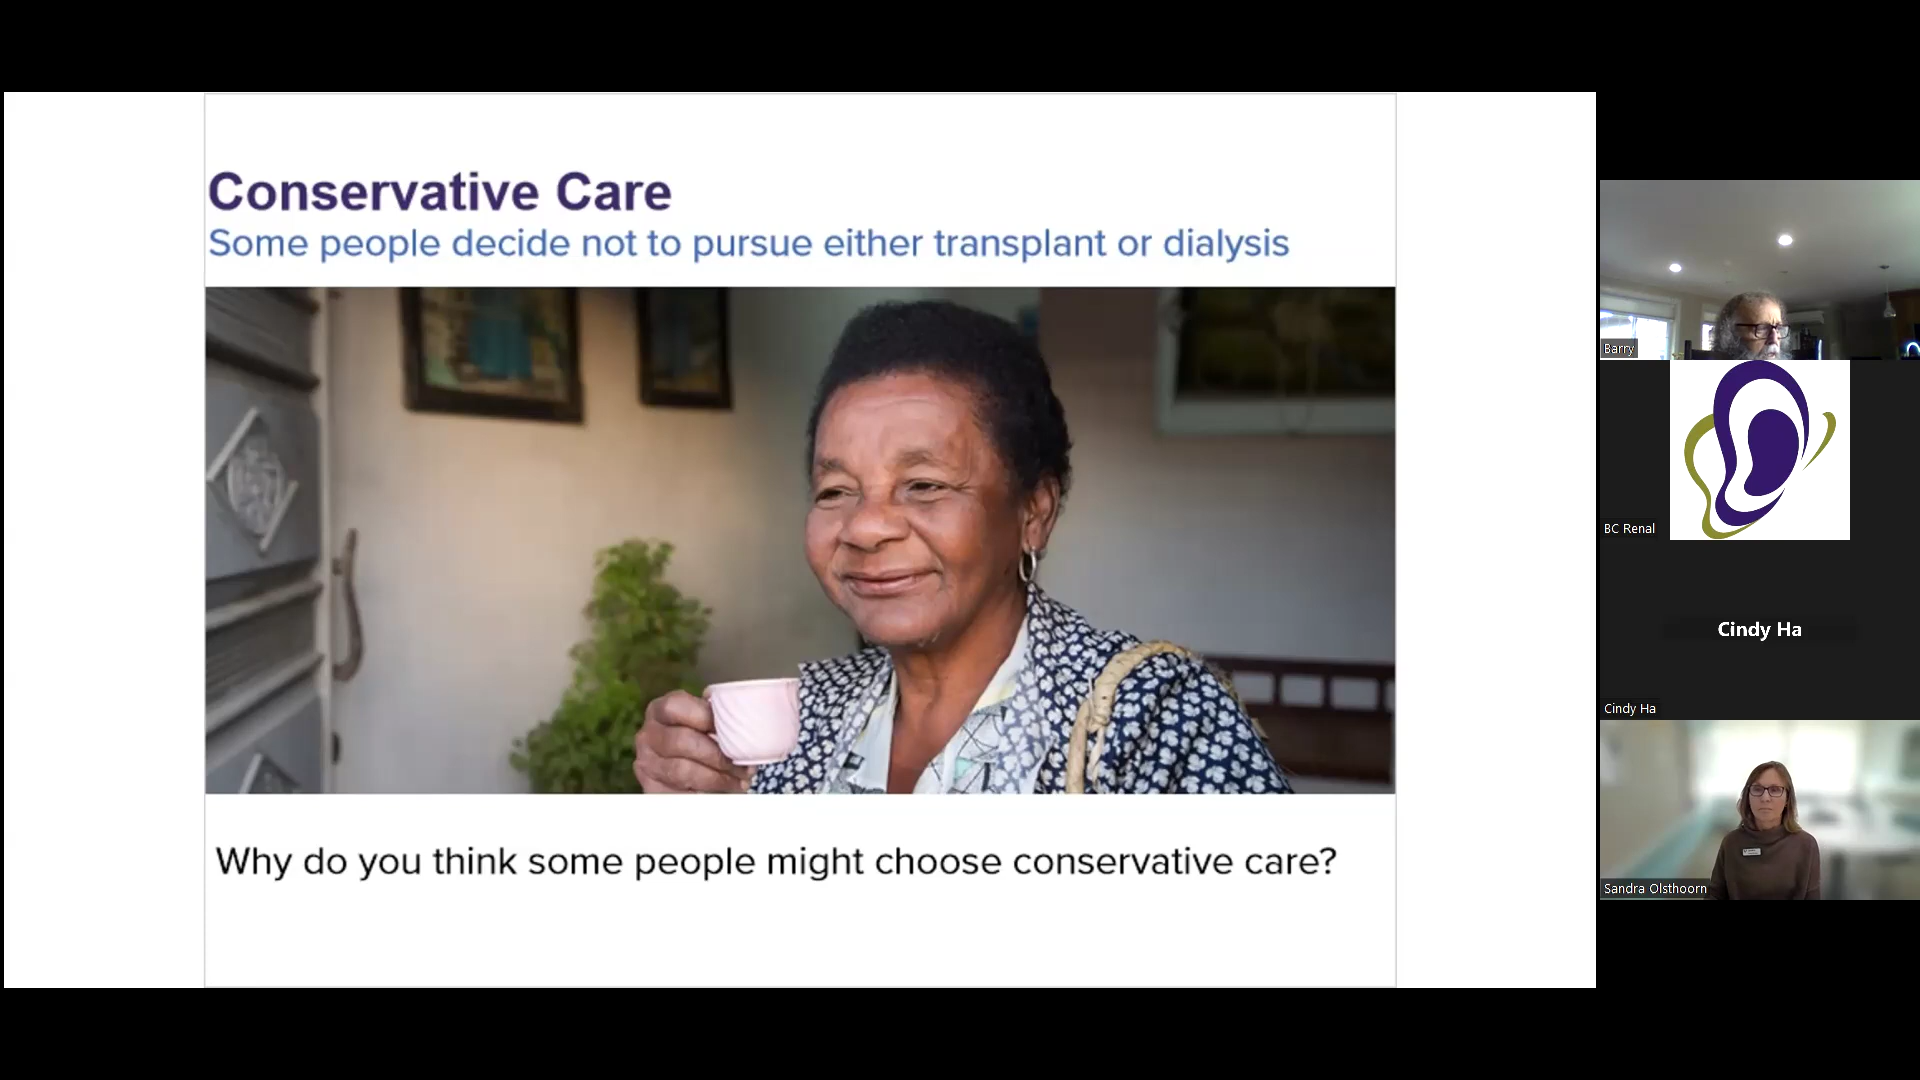 Conservative Care
Some people decide not to pursue either transplant or dialysis
Why do you think some people might choose conservative care?
Barry
BC Renal
Cindy Ha
Cindy Ha
Sandra Olsthoorn